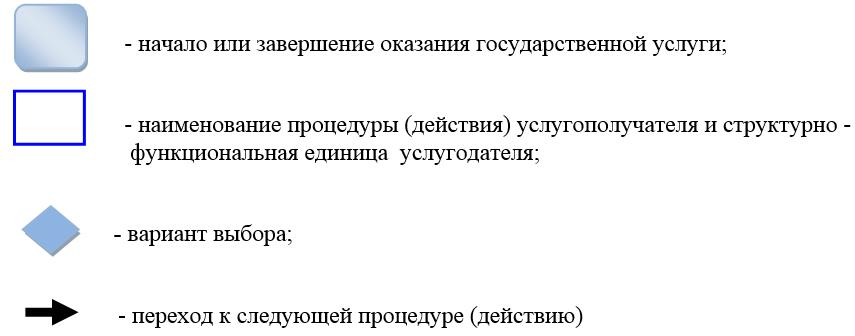 - начало или завершение оказания государственной услуги;
- наименование процедуры (действия) услугополучателя и структурно -
функциональная единица услугодателя;
- вариант выбора;
- переход к следующей процедуре (действию)